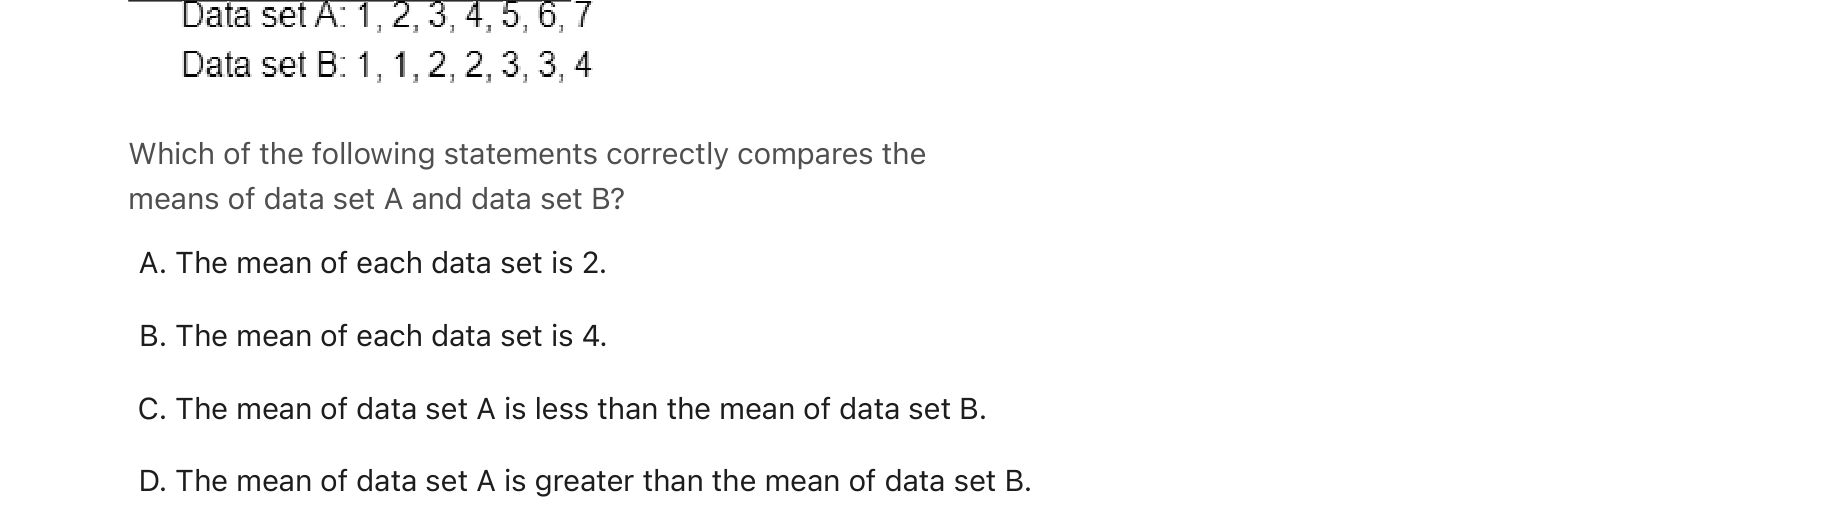 Data set A: 1, 2, 3, 4, 5, 6, 7
Data set B: 1, 1, 2, 2, 3, 3, 4
Which of the following statements correctly compares the
means of data set A and data set B?
A. The mean of each data set is 2.
B. The mean of each data set is 4.
C. The mean of data set A is less than the mean of data set B.
D. The mean of data set A is greater than the mean of data set B.